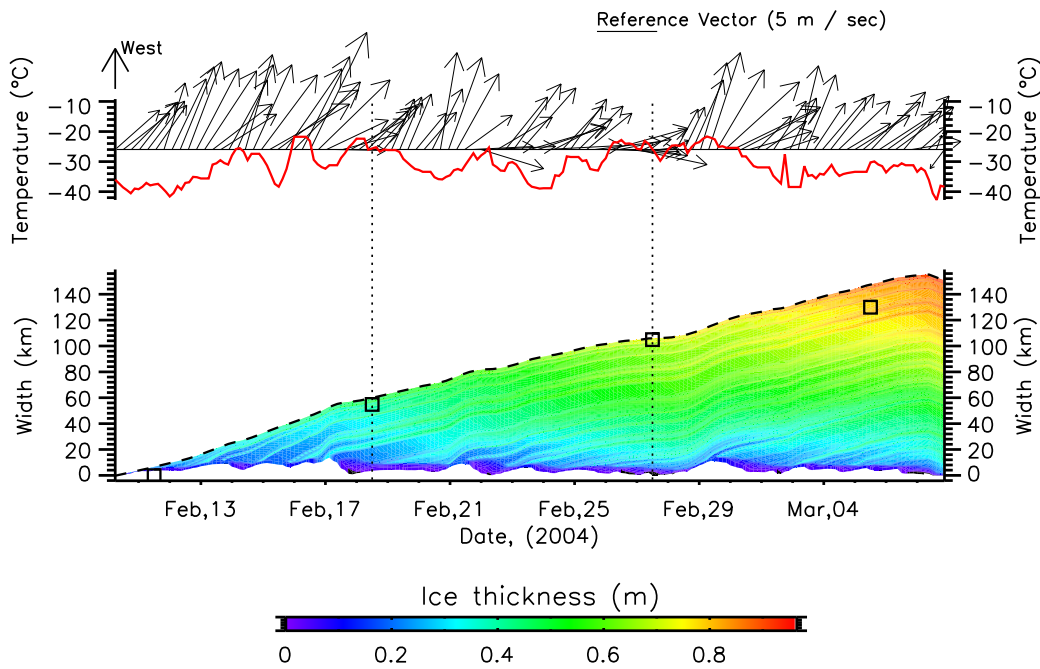 Reference Vector (5 m / sec)
West
Temperature (°C)
-10
-20
-30
-40
-10
-20
-30
-40
Temperature (°C)
Width (km)
140
120
100
80
60
40
20
0
140
120
100
80
60
40
20
0
Width (km)
Feb,13 Feb,17 Feb,21 Feb,25 Feb,29 Mar,04
Date, (2004)
Ice thickness (m)
0 0.2 0.4 0.6 0.8